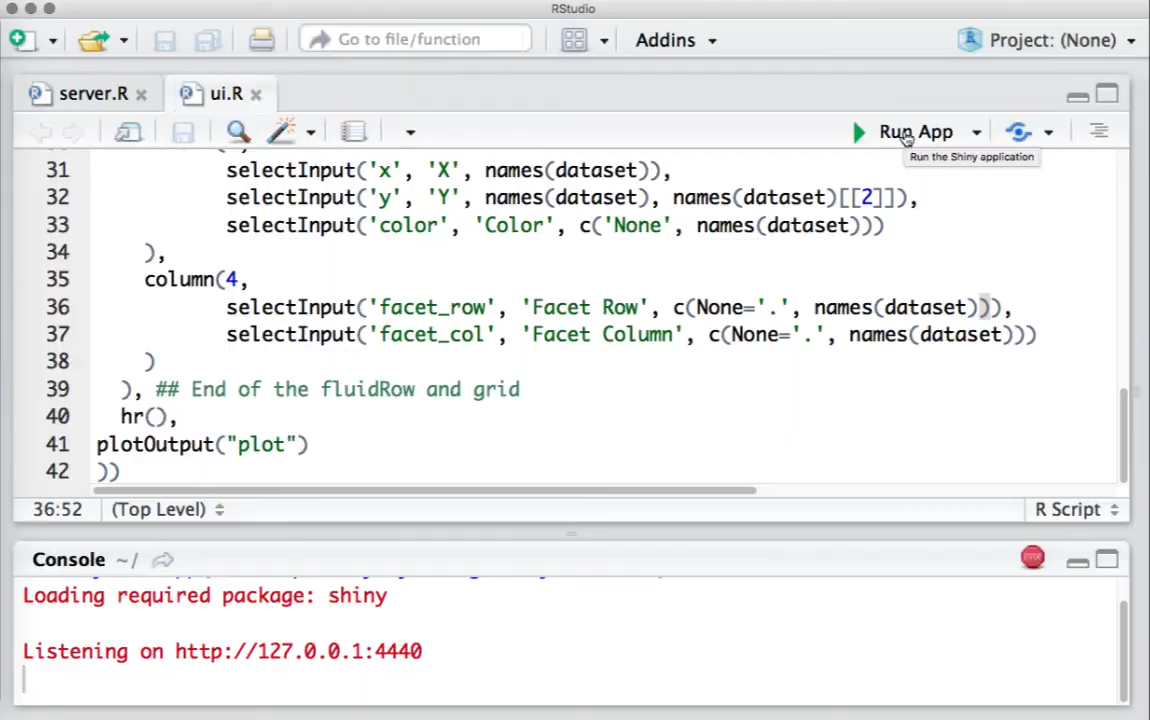 RStudio
Go to file/function
Addins
Project: (None)
server.R
ui.R
Run App
Run the Shiny application
31 selectInput('x', 'X', names(dataset)),
32 selectInput('y', 'Y', names(dataset), names(dataset)[[2]]),
33 selectInput('color', 'Color', c('None', names(dataset)))
34 ),
35 column(4,
36 selectInput('facet_row', 'Facet Row', c(None='.', names(dataset))),
37 selectInput('facet_col', 'Facet Column', c(None='.', names(dataset)))
38 )
39 ), ## End of the fluidRow and grid
40 hr(),
41 plotOutput("plot")
42 ))
36:52 (Top Level) R Script
Console ~/
Loading required package: shiny
Listening on http://127.0.0.1:4440